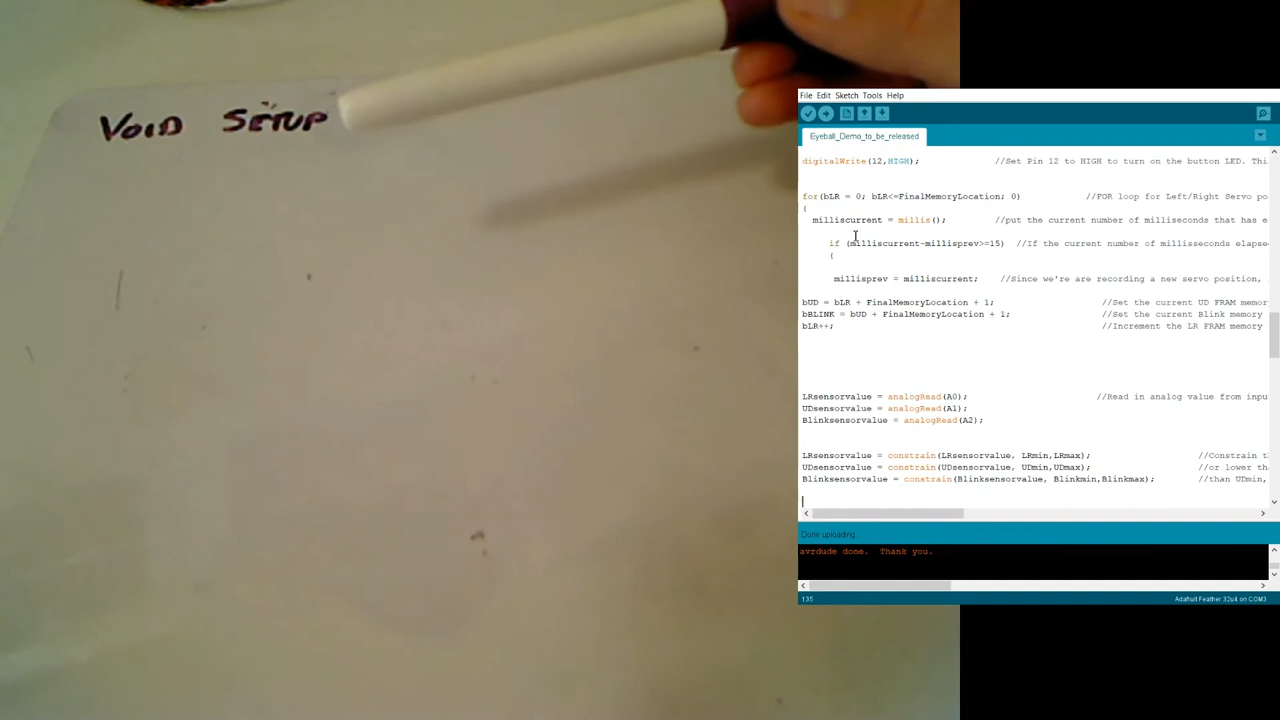 VOID SETUP
File Edit Sketch Tools Help
Eyeball_Demo_to_be_released
digitalWrite(12,HIGH); //Set Pin 12 to HIGH to turn on the button LED. Thi
for(bLR = 0; bLR<=FinalMemoryLocation; 0) //FOR loop for Left/Right Servo po
{
milliscurrent = millis(); //put the current number of milliseconds that has e
if (milliscurrent-millisprev>=15) //If the current number of millisseconds elapse
{
millisprev = milliscurrent; //Since we're are recording a new servo position,
bUD = bLR + FinalMemoryLocation + 1; //Set the current UD FRAM memor
bBLINK = bUD + FinalMemoryLocation + 1; //Set the current Blink memory
bLR++; //Increment the LR FRAM memory
LRsensorvalue = analogRead(A0); //Read in analog value from inpu
UDsensorvalue = analogRead(A1);
Blinksensorvalue = analogRead(A2);
LRsensorvalue = constrain(LRsensorvalue, LRmin,LRmax); //Constrain t
UDsensorvalue = constrain(UDsensorvalue, UDmin,UDmax); //or lower tha
Blinksensorvalue = constrain(Blinksensorvalue, Blinkmin,Blinkmax); //than UDmin,
Done uploading.
avrdude done. Thank you.
135 Adafruit Feather 32u4 on COM3